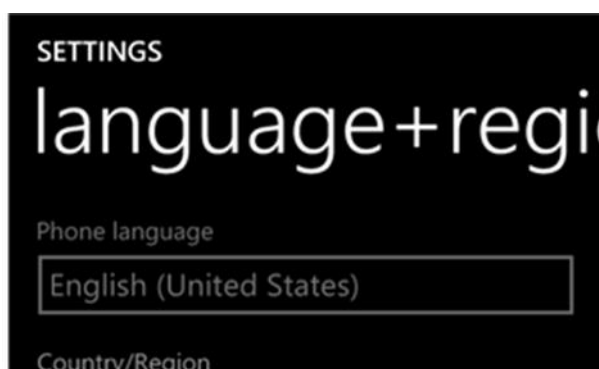 SETTINGS
language+regi
Phone language
English (United States)
Country/Region